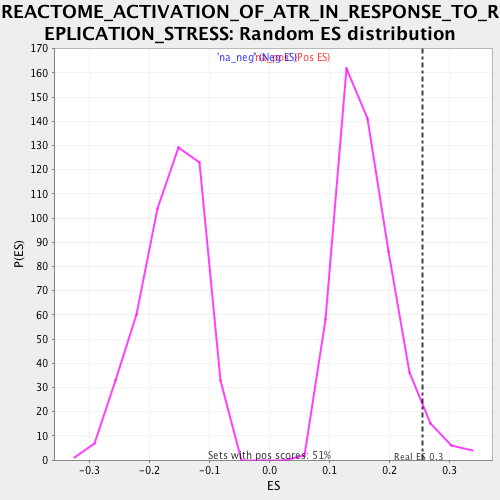 REACTOME_ACTIVATION_OF_ATR_IN_RESPONSE_TO_R
EPLICATION_STRESS: Random ES distribution
'na_neg' (Neg ES) (Pos ES)
170
160
150
140
130
120
110
100
90
80
70
60
50
40
30
20
10
0
P(ES)
Sets with pos scores: 51%
Real ES 0.3
-0.3 -0.2 -0.1 0.0 0.1 0.2 0.3
ES